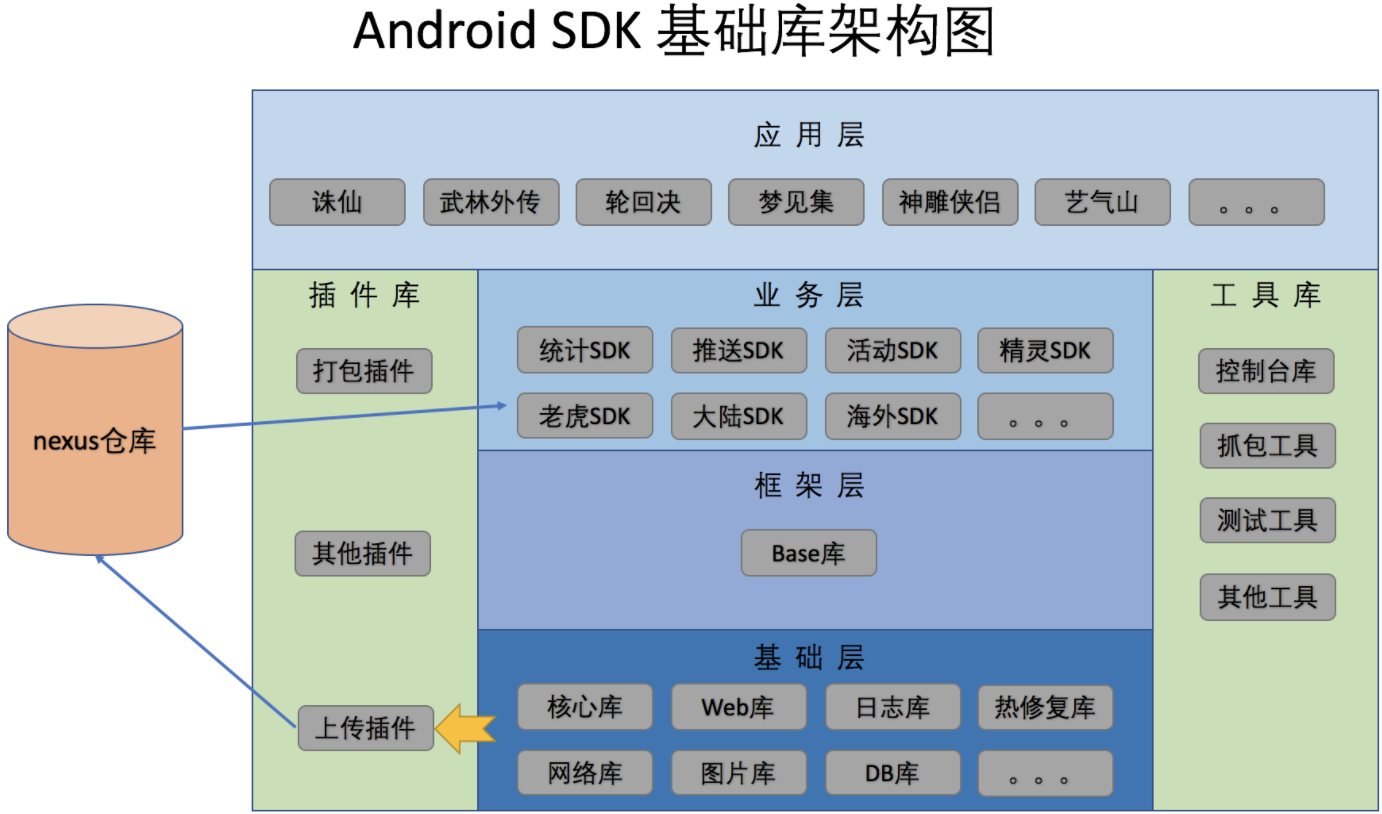 Android SDK 基础库架构图
应 用 层
诛仙 武林外传 轮回决 梦见集 神雕侠侣 艺气山 。。。
插 件 库
打包插件
其他插件
上传插件
nexus仓库
业 务 层
统计SDK 推送SDK 活动SDK 精灵SDK
老虎SDK 大陆SDK 海外SDK 。。。
框 架 层
Base库
基 础 层
核心库 Web库 日志库 热修复库
网络库 图片库 DB库 。。。
工 具 库
控制台库
抓包工具
测试工具
其他工具